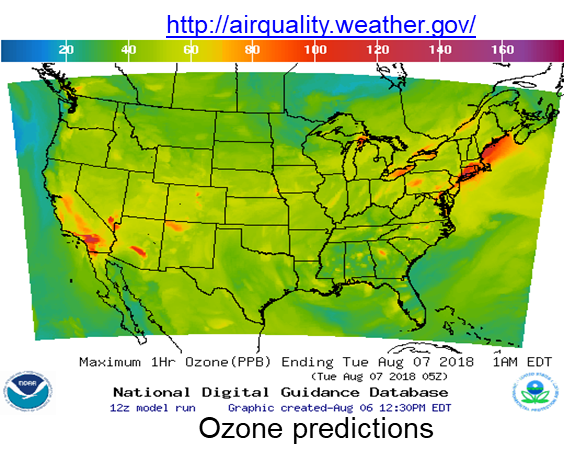 http://airquality.weather.gov/
20 40 60 80 100 120 140 160
Maximum 1Hr Ozone(PPB) Ending Tue Aug 07 2018 1AM EDT
(Tue Aug 07 2018 05Z)
National Digital Guidance Database
12z model run Graphic created-Aug 06 12:30PM EDT
NOAA
Ozone predictions